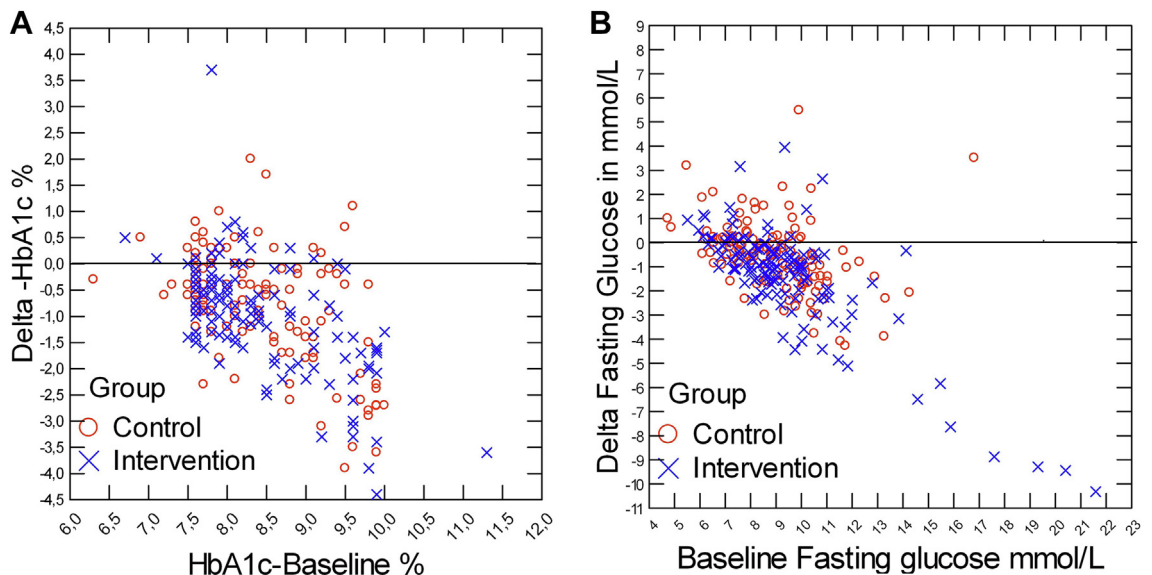 A
4,5
4,0
3,5
3,0
2,5
2,0
1,5
1,0
0,5
0,0
-0,5
-1,0
-1,5
-2,0
-2,5
-3,0
-3,5
-4,0
-4,5
Delta -HbA1c %
Group
Control
Intervention
6,0 6,5 7,0 7,5 8,0 8,5 9,0 9,5 10,0 10,5 11,0 11,5 12,0
HbA1c-Baseline %
B
9
8
7
6
5
4
3
2
1
0
-1
-2
-3
-4
-5
-6
-7
-8
-9
-10
-11
Delta Fasting Glucose in mmol/L
Group
Control
Intervention
4 5 6 7 8 9 10 11 12 13 14 15 16 17 18 19 20 21 22 23
Baseline Fasting glucose mmol/L